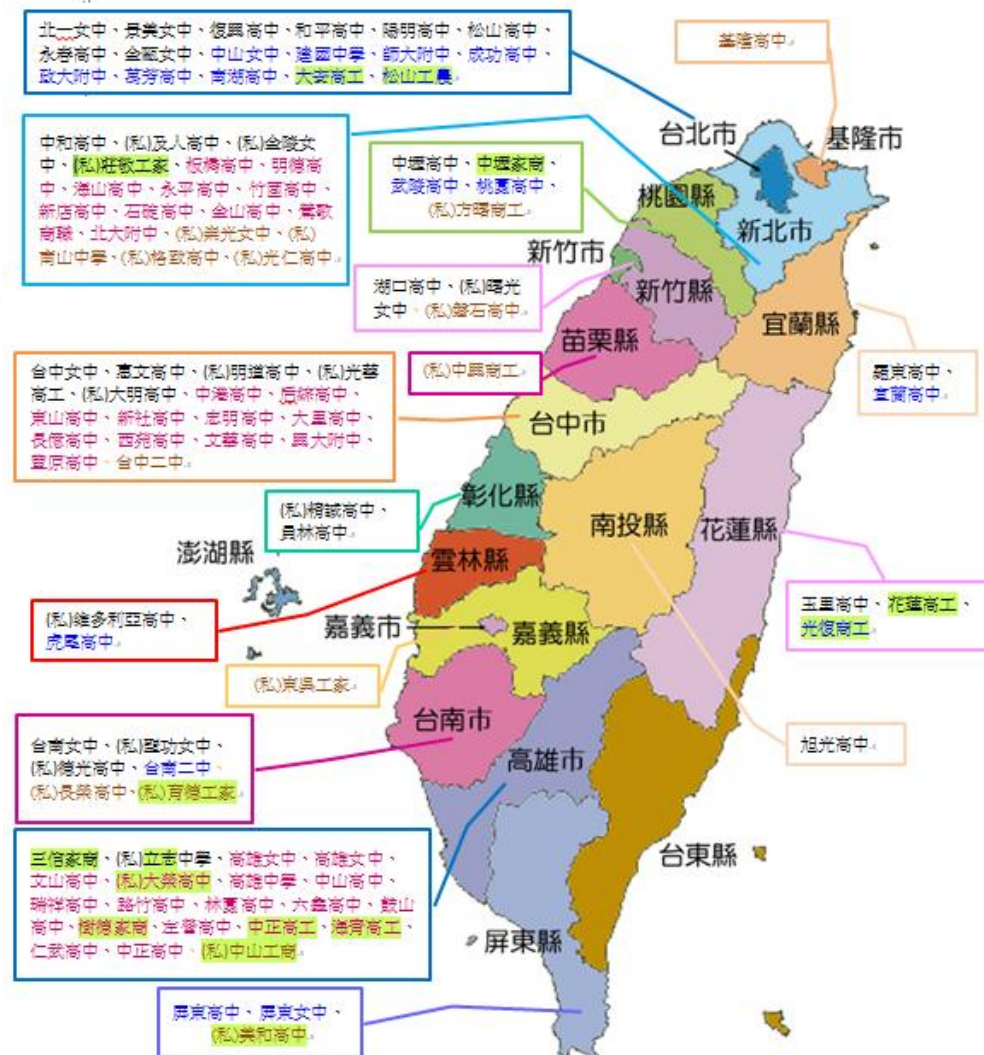 北一女中、景美女中、復興高中、和平高中、陽明高中、松山高中、
永春高中、金甌女中、中山女中、建國中學、師大附中、成功高中、
政大附中、萬芳高中、南湖高中、大安高工、松山工農。
基隆高中。
中和高中、(私)及人高中、(私)金陵女
中、(私)莊敬工家、板橋高中、明德高
中、海山高中、永平高中、竹圍高中、
新店高中、石碇高中、金山高中、鶯歌
商職、北大附中、(私)崇光女中、(私)
南山中學、(私)格致高中、(私)光仁高中。
中壢高中、中壢家商、
武陵高中、桃園高中、
(私)方曙商工。
台北市
基隆市
桃園縣
新北市
新竹市
新竹縣
宜蘭縣
湖口高中、(私)曙光
女中、(私)磐石高中。
苗栗縣
(私)中興商工。
羅東高中、
宜蘭高中。
台中女中、惠文高中、(私)明道高中、(私)光華
高工、(私)大明高中、中港高中、后綜高中、
東山高中、新社高中、忠明高中、大里高中、
長億高中、西苑高中、文華高中、興大附中、
豐原高中、台中二中。
台中市
彰化縣
(私)精誠高中、
員林高中。
南投縣
花蓮縣
澎湖縣
雲林縣
(私)維多利亞高中、
虎尾高中。
嘉義市
嘉義縣
玉里高中、花蓮高工、
光復商工。
(私)東吳工家。
台南市
台南女中、(私)聖功女中、
(私)德光高中、台南二中、
(私)長榮高中、(私)育德工家。
旭光高中。
高雄市
三信家商、(私)立志中學、高雄女中、高雄女中、
文山高中、(私)大榮高中、高雄中學、中山高中、
瑞祥高中、路竹高中、林園高中、六龜高中、鼓山
高中、樹德家商、左營高中、中正高工、海青高工、
仁武高中、中正高中、(私)中山工商。
台東縣
屏東縣
屏東高中、屏東女中、
(私)美和高中。